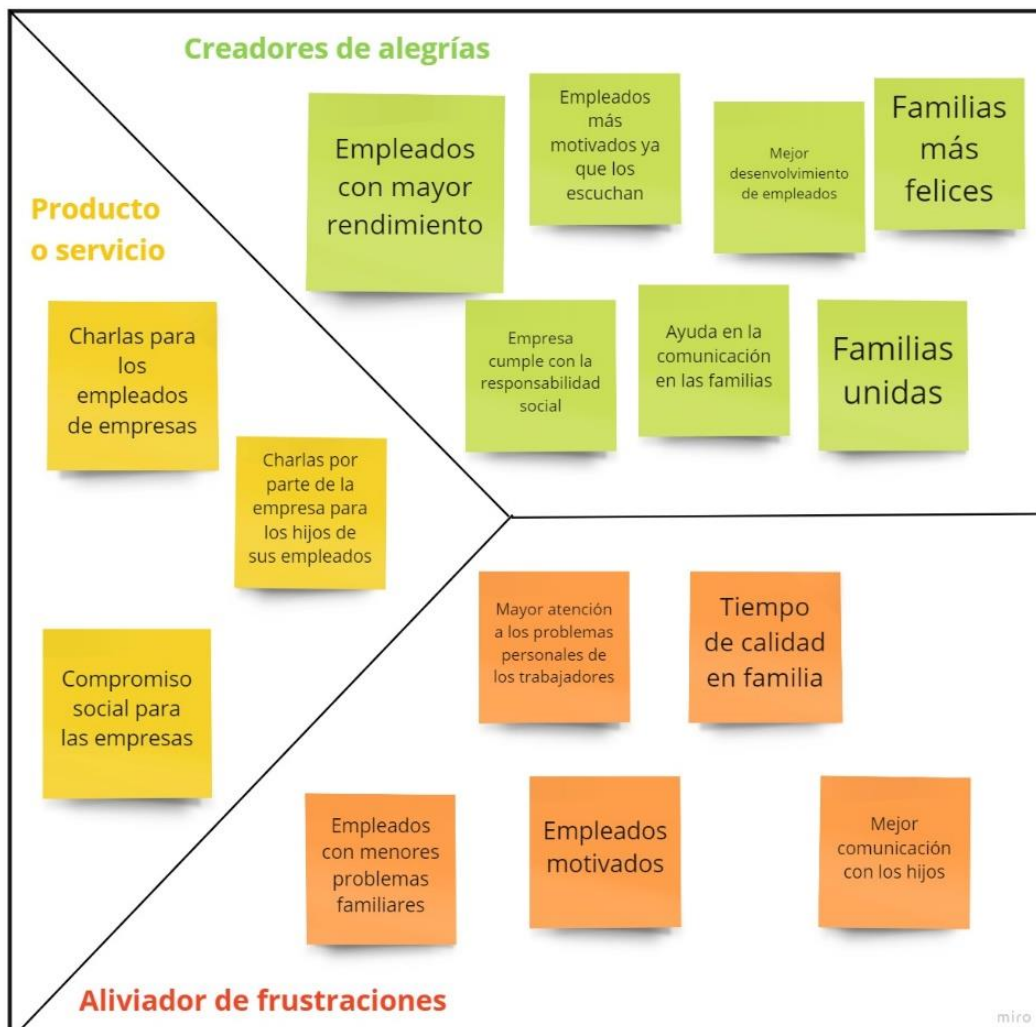 Creadores de alegrías
Empleados
con mayor
rendimiento
Empleados
más
motivados ya
que los
escuchan
Mejor
desenvolvimiento
de empleados
Familias
más
felices
Empresa
cumple con la
responsabilidad
social
Ayuda en la
comunicación
en las familias
Familias
unidas
Producto
o servicio
Charlas para
los
empleados
de empresas
Charlas por
parte de la
empresa para
los hijos de
sus empleados
Compromiso
social para
las empresas
Mayor atención
a los problemas
personales de
los trabajadores
Tiempo
de calidad
en familia
Empleados
con menores
problemas
familiares
Empleados
motivados
Mejor
comunicación
con los hijos
Aliviador de frustraciones
miro